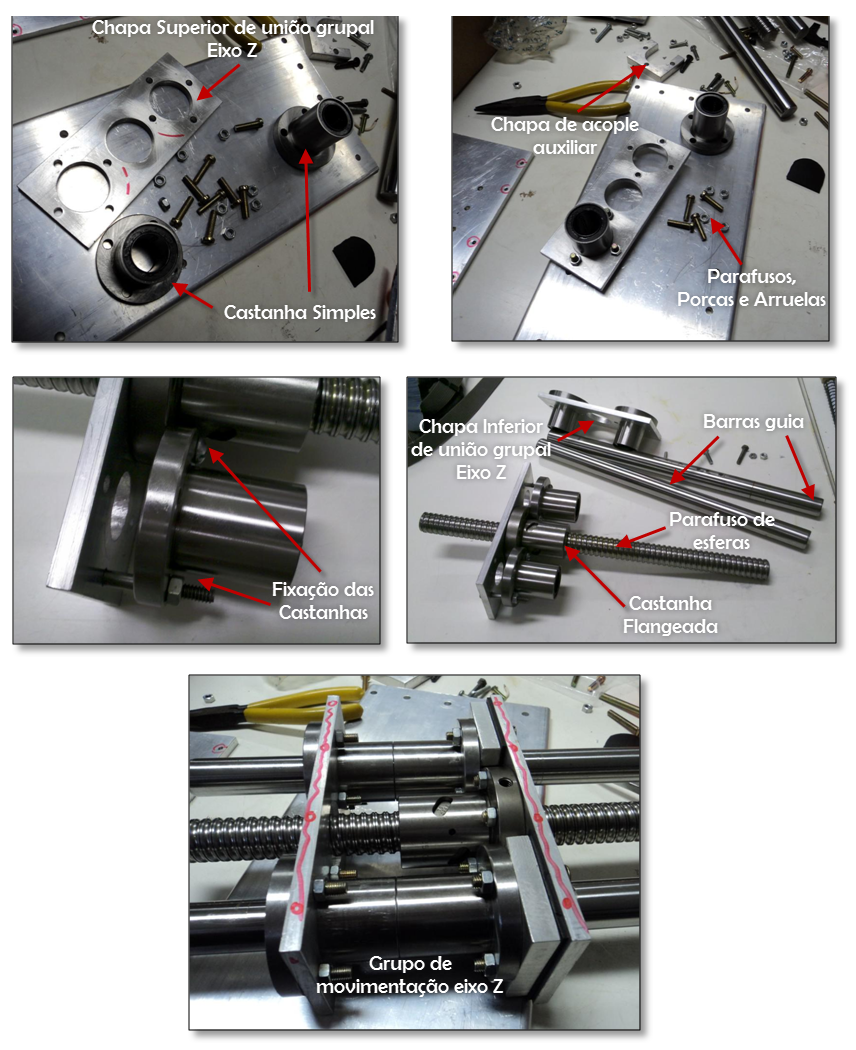 Chapa Superior de união grupal
Eixo Z
Castanha Simples
Chapa de acople
auxiliar
Parafusos,
Porcas e Arruelas
Fixação das
Castanhas
Chapa Inferior
de união grupal
Eixo Z
Barras guia
Parafuso de
esferas
Castanha
Flangeada
Grupo de
movimentação eixo Z